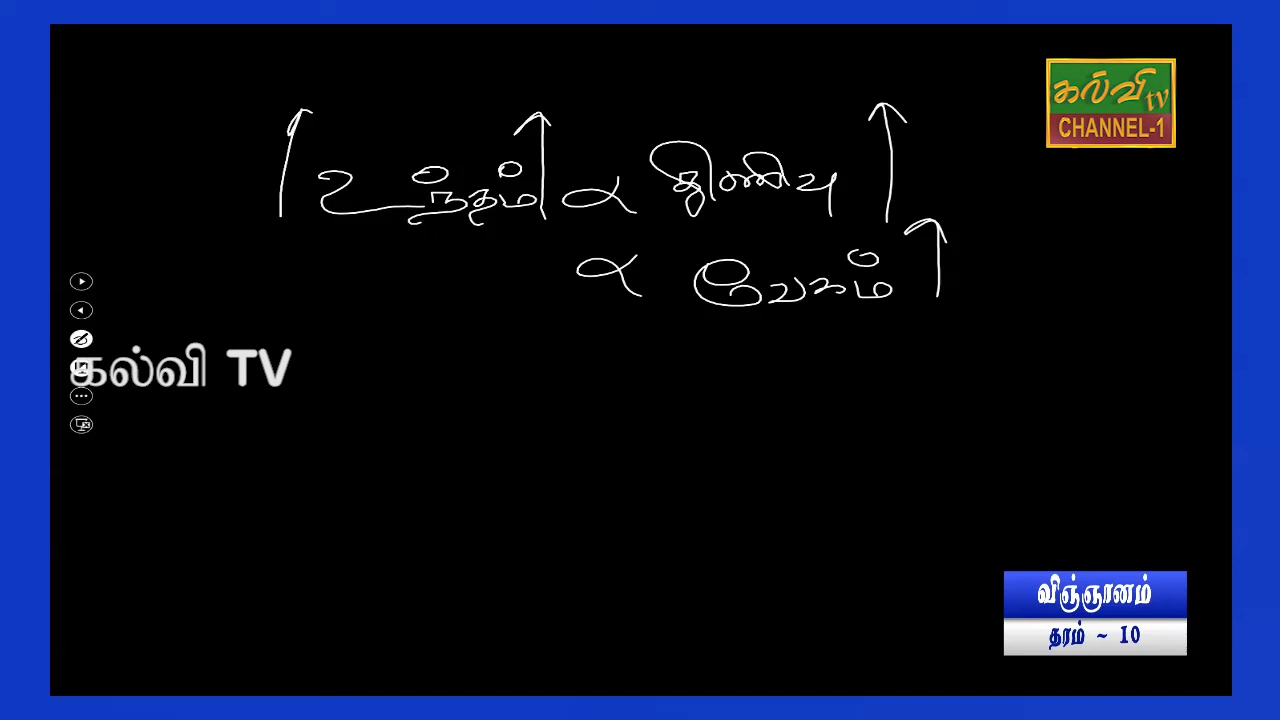 கல்வி tv
CHANNEL-1
உந்தம் ∝ திணிவு
∝ வேகம்
கல்வி TV
விஞ்ஞானம்
தரம் ~ 10